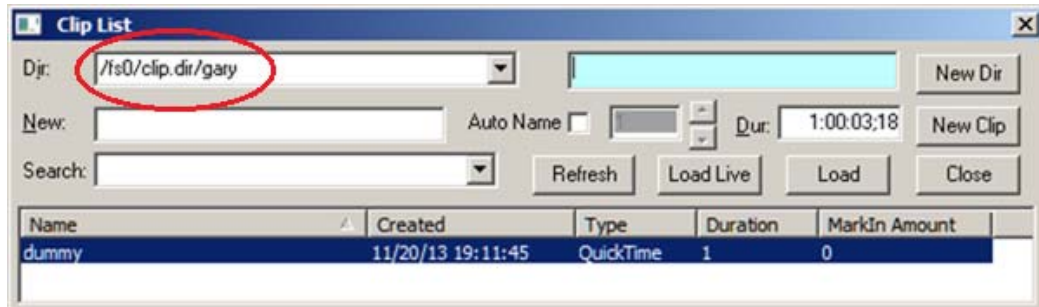 Clip List
Dir: /fs0/clip.dir/gary New Dir
New: Auto Name 1 Dur: 1:00:03;18 New Clip
Search: Refresh Load Live Load Close
Name Created Type Duration MarkIn Amount
dummy 11/20/13 19:11:45 QuickTime 1 0